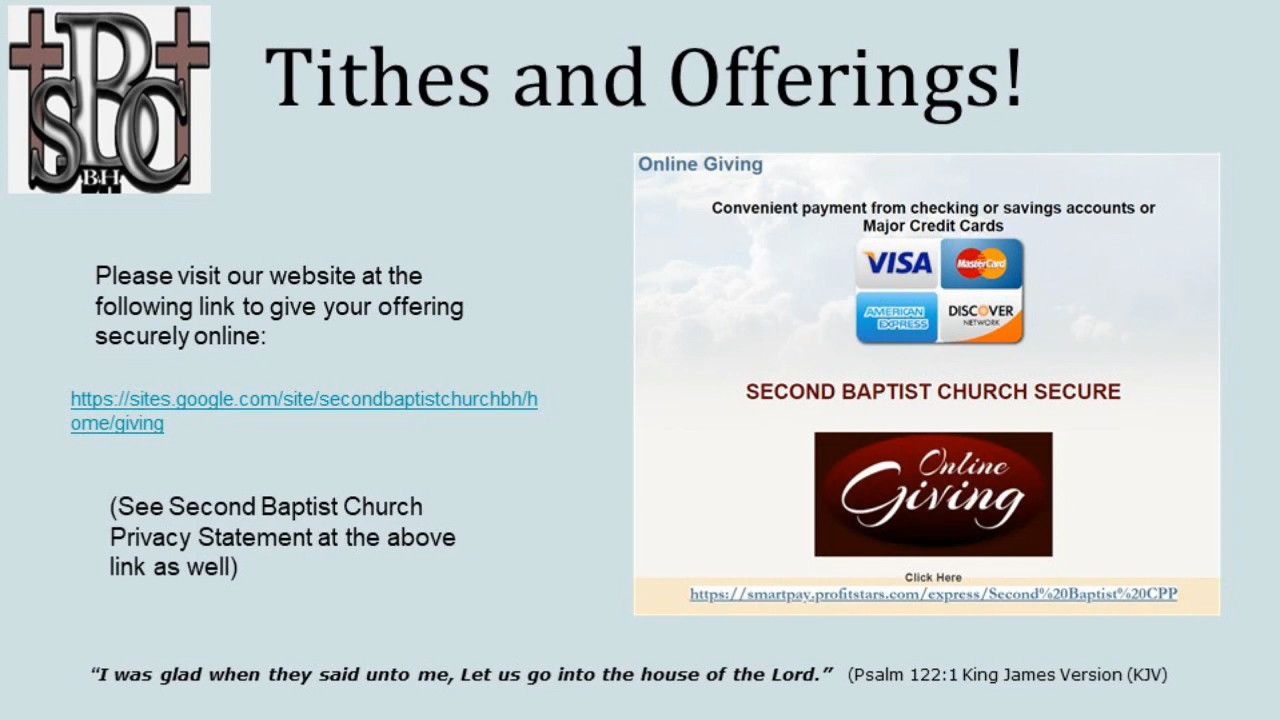 SBC
BH
Tithes and Offerings!
Please visit our website at the
following link to give your offering
securely online:
https://sites.google.com/site/secondbaptistchurchbh/h
ome/giving
(See Second Baptist Church
Privacy Statement at the above
link as well)
Online Giving
Convenient payment from checking or savings accounts or
Major Credit Cards
VISA MasterCard
AMERICAN DISCOVER
EXPRESS NETWORK
SECOND BAPTIST CHURCH SECURE
Online
Giving
Click Here
https://smartpay.profitstars.com/express/Second%20Baptist%20CPP
“I was glad when they said unto me, Let us go into the house of the Lord.” (Psalm 122:1 King James Version (KJV)